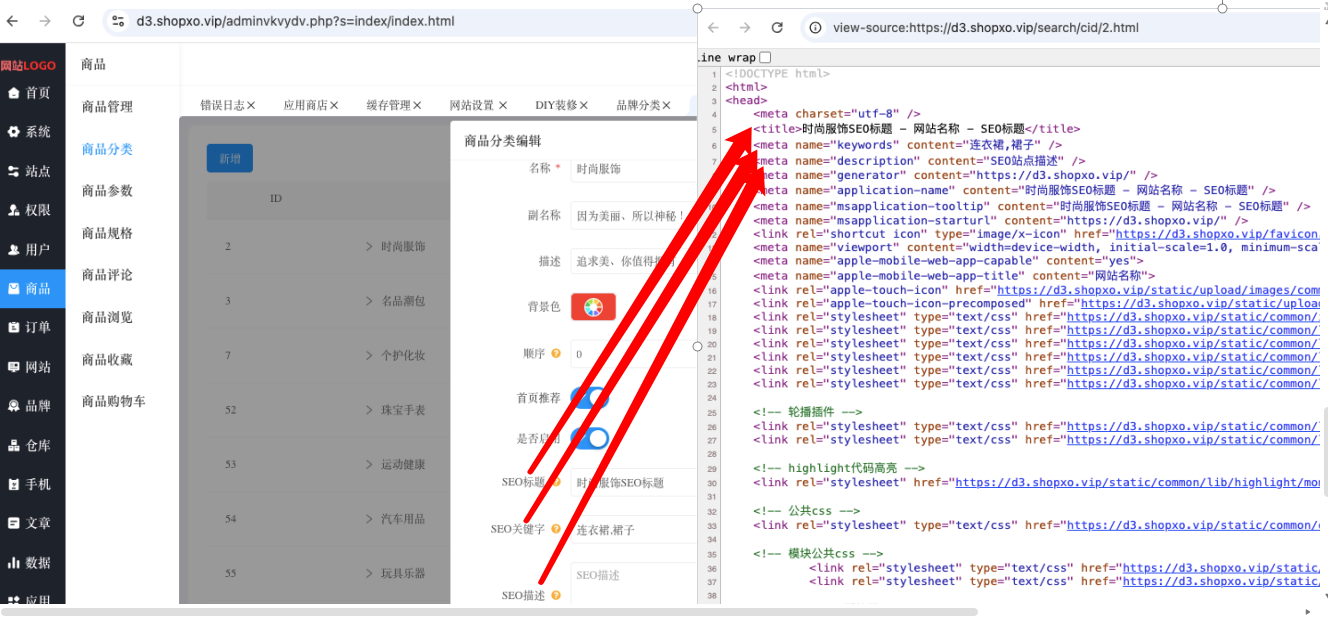 d3.shopxo.vip/adminvkvydv.php?s=index/index.html
网站LOGO
首页
系统
站点
权限
用户
商品
订单
网站
品牌
仓库
手机
文章
数据
应用
商品
商品管理
商品分类
商品参数
商品规格
商品评论
商品浏览
商品收藏
商品购物车
错误日志× 应用商店× 缓存管理× 网站设置 × DIY装修× 品牌分类×
新增
ID
2 > 时尚服饰
3 > 名品潮包
7 > 个护化妆
52 > 珠宝手表
53 > 运动健康
54 > 汽车用品
55 > 玩具乐器
商品分类编辑
名称 * 时尚服饰
副名称 因为美丽、所以神秘！
描述 追求美、你值得拥有
背景色
顺序 0
首页推荐
是否启用
SEO标题 时尚服饰SEO标题
SEO关键字 连衣裙,裙子
SEO描述 SEO描述
view-source:https://d3.shopxo.vip/search/cid/2.html
ine wrap
1 <!DOCTYPE html>
2 <html>
3 <head>
4 <meta charset="utf-8" />
5 <title>时尚服饰SEO标题 - 网站名称 - SEO标题</title>
6 <meta name="keywords" content="连衣裙,裙子" />
7 <meta name="description" content="SEO站点描述" />
meta name="generator" content="https://d3.shopxo.vip/" />
meta name="application-name" content="时尚服饰SEO标题 - 网站名称 - SEO标题" />
<meta name="msapplication-tooltip" content="时尚服饰SEO标题 - 网站名称 - SEO标题" />
<meta name="msapplication-starturl" content="https://d3.shopxo.vip/" />
<link rel="shortcut icon" type="image/x-icon" href="https://d3.shopxo.vip/favicon.
<meta name="viewport" content="width=device-width, initial-scale=1.0, minimum-sca
<meta name="apple-mobile-web-app-capable" content="yes">
<meta name="apple-mobile-web-app-title" content="网站名称">
16 <link rel="apple-touch-icon" href="https://d3.shopxo.vip/static/upload/images/com
17 <link rel="apple-touch-icon-precomposed" href="https://d3.shopxo.vip/static/uploa
18 <link rel="stylesheet" type="text/css" href="https://d3.shopxo.vip/static/common/
19 <link rel="stylesheet" type="text/css" href="https://d3.shopxo.vip/static/common/l
20 <link rel="stylesheet" type="text/css" href="https://d3.shopxo.vip/static/common/l
21 <link rel="stylesheet" type="text/css" href="https://d3.shopxo.vip/static/common/l
22 <link rel="stylesheet" type="text/css" href="https://d3.shopxo.vip/static/common/l
23 <link rel="stylesheet" type="text/css" href="https://d3.shopxo.vip/static/common/l
24
25 <!-- 轮播插件 -->
26 <link rel="stylesheet" type="text/css" href="https://d3.shopxo.vip/static/common/l
27 <link rel="stylesheet" type="text/css" href="https://d3.shopxo.vip/static/common/l
28
29 <!-- highlight代码高亮 -->
30 <link rel="stylesheet" href="https://d3.shopxo.vip/static/common/lib/highlight/mo
31
32 <!-- 公共css -->
33 <link rel="stylesheet" type="text/css" href="https://d3.shopxo.vip/static/common/
34
35 <!-- 模块公共css -->
36 <link rel="stylesheet" type="text/css" href="https://d3.shopxo.vip/static/
37 <link rel="stylesheet" type="text/css" href="https://d3.shopxo.vip/static/
38